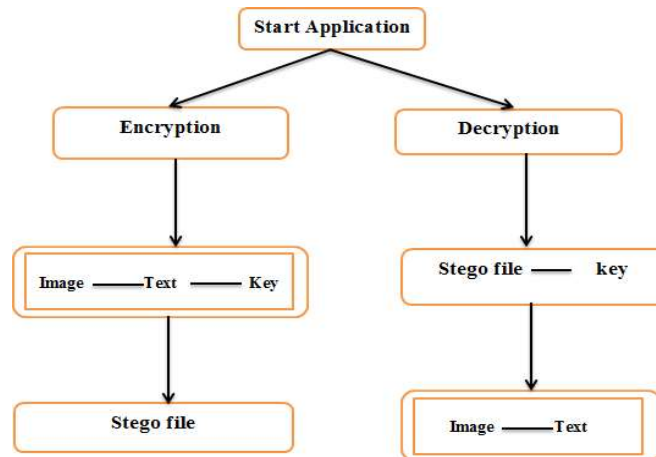 Start Application
Encryption
Decryption
Image Text Key
Stego file key
Stego file
Image Text